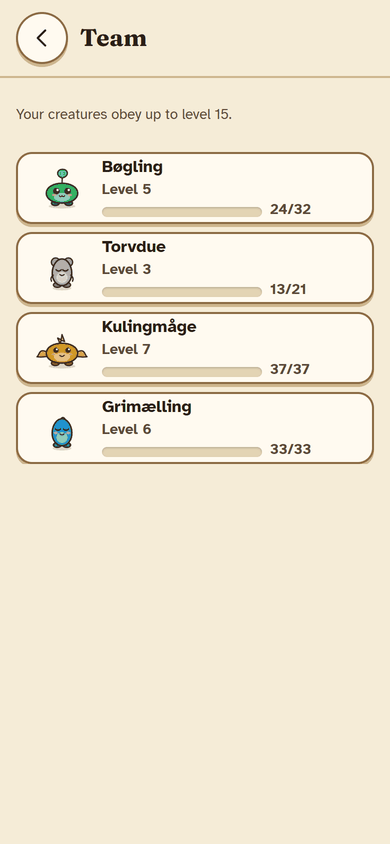 Team
Your creatures obey up to level 15.
Bøgling
Level 5
24/32
Torvdue
Level 3
13/21
Kulingmåge
Level 7
37/37
Grimælling
Level 6
33/33